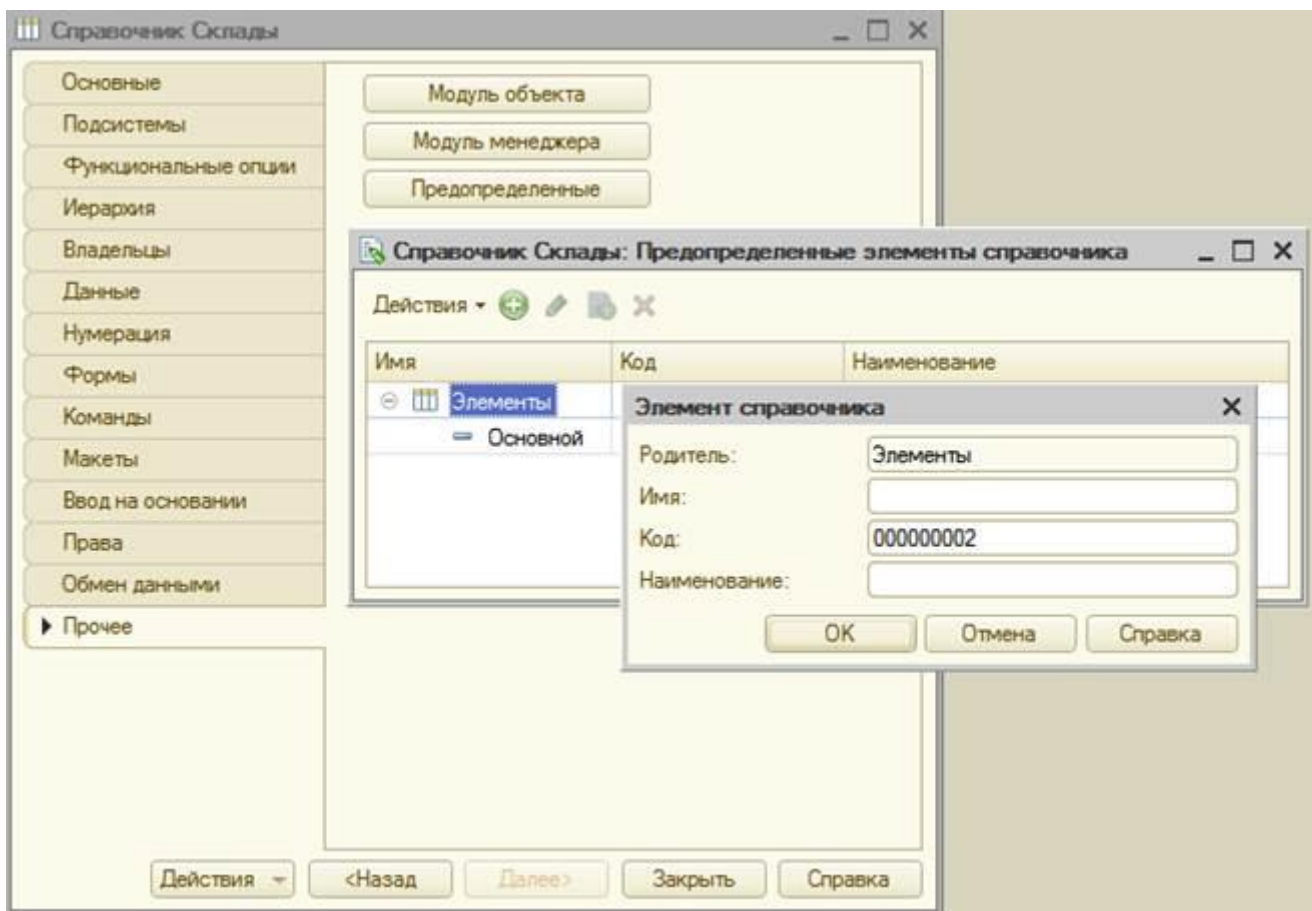 Справочник Склады
Основные
Подсистемы
Функциональные опции
Иерархия
Владельцы
Данные
Нумерация
Формы
Команды
Макеты
Ввод на основании
Права
Обмен данными
Прочее
Модуль объекта
Модуль менеджера
Предопределенные
Справочник Склады: Предопределенные элементы справочника
Действия
Имя Код Наименование
Элементы
Основной
Элемент справочника
Родитель: Элементы
Имя:
Код: 000000002
Наименование:
OK Отмена Справка
Действия <Назад Далее> Закрыть Справка